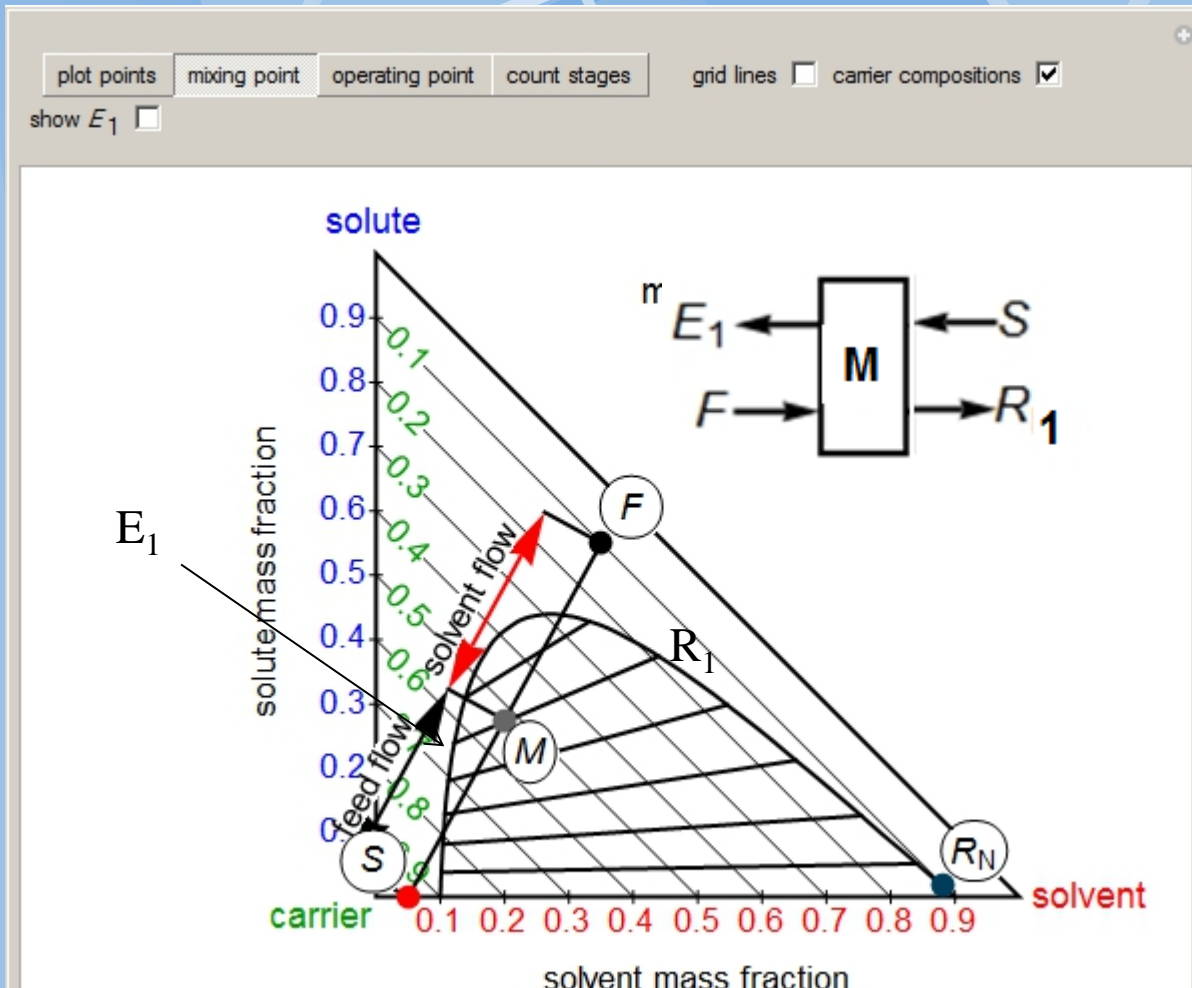 plot points mixing point operating point count stages grid lines carrier compositions
show E1
solute
m
E1 S
M
F R1
0.9
0.8
0.7
0.6
0.5
0.4
0.3
0.2
0.1
0.2
0.3
0.4
0.5
0.6
0.8
solute mass fraction
E1
F
solvent flow
R1
feed flow
M
S
RN
carrier
solvent
0.1 0.2 0.3 0.4 0.5 0.6 0.7 0.8 0.9
solvent mass fraction